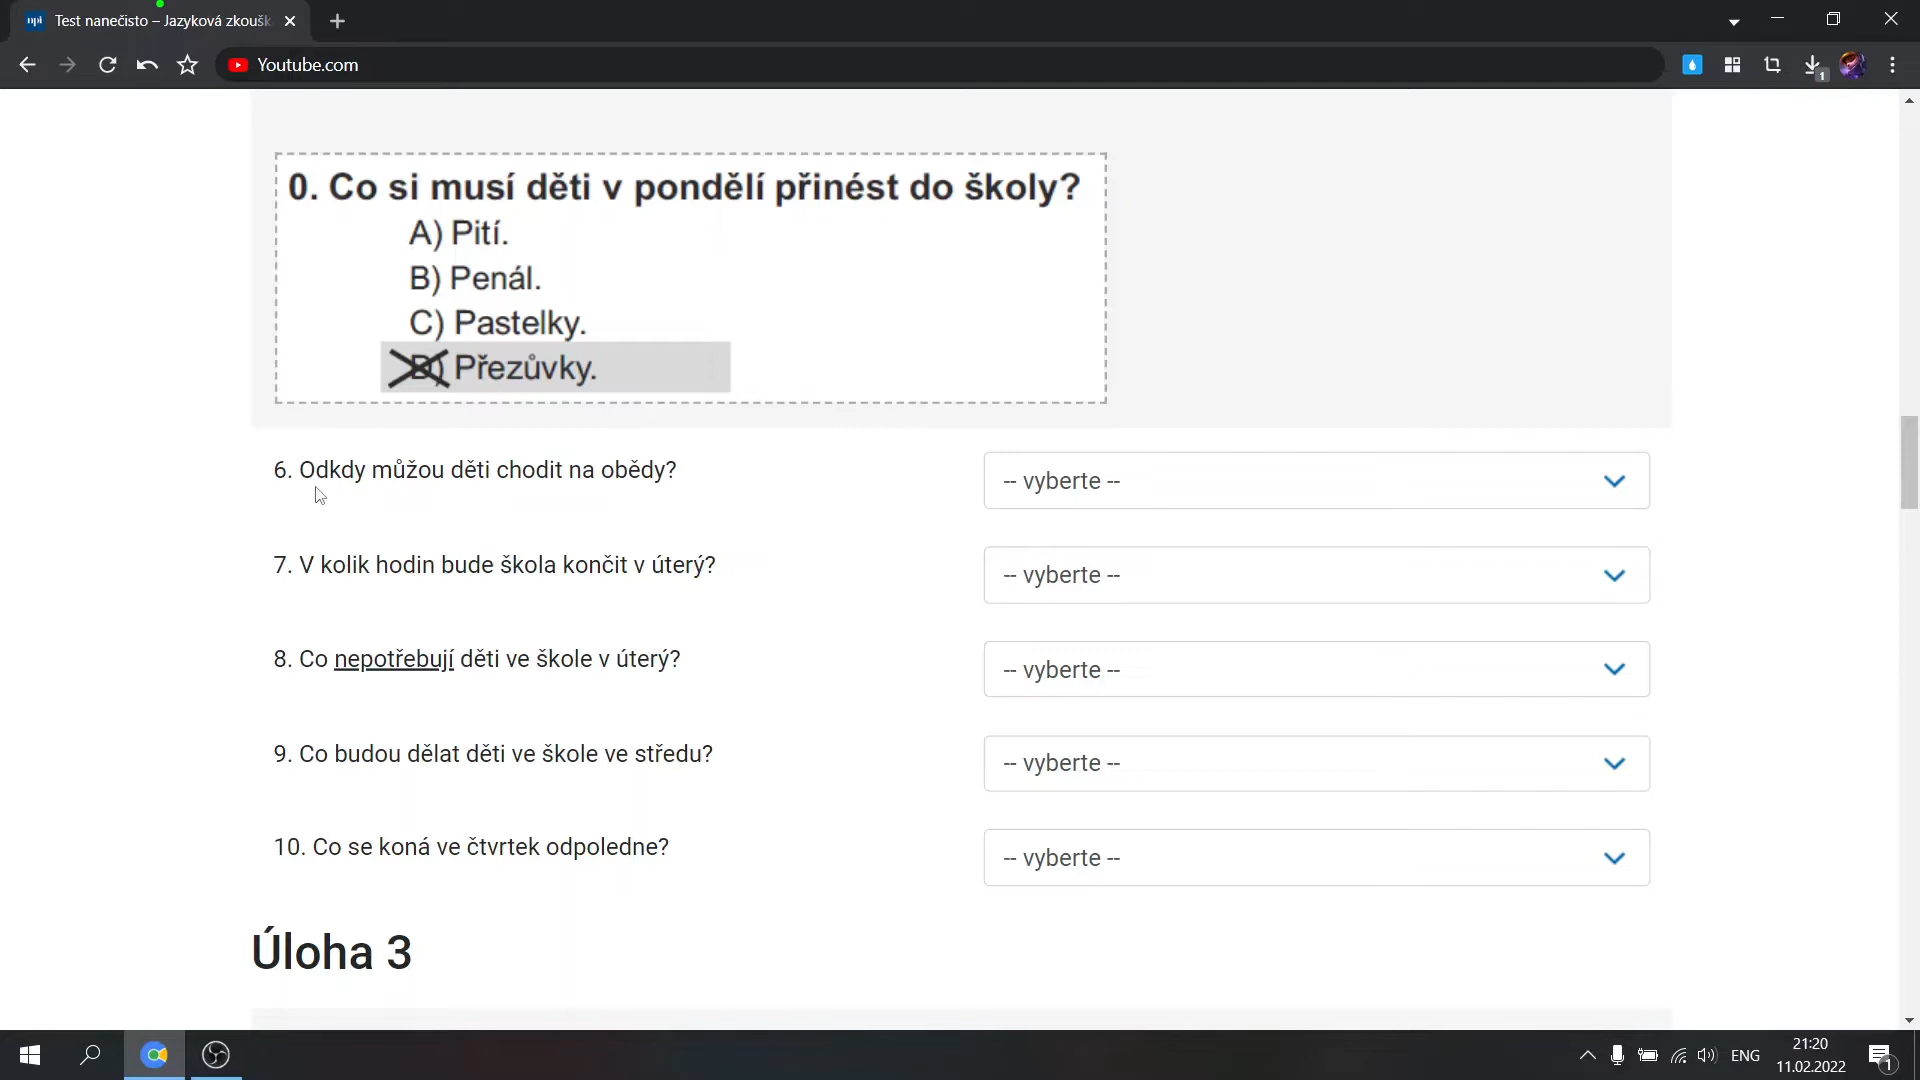 Test nanečisto – Jazyková zkoušk
Youtube.com
1
0. Co si musí děti v pondělí přinést do školy?
A) Pití.
B) Penál.
C) Pastelky.
D) Přezůvky.
6. Odkdy můžou děti chodit na obědy?
-- vyberte --
7. V kolik hodin bude škola končit v úterý?
-- vyberte --
8. Co nepotřebují děti ve škole v úterý?
-- vyberte --
9. Co budou dělat děti ve škole ve středu?
-- vyberte --
10. Co se koná ve čtvrtek odpoledne?
-- vyberte --
Úloha 3
ENG
21:20
11.02.2022
1